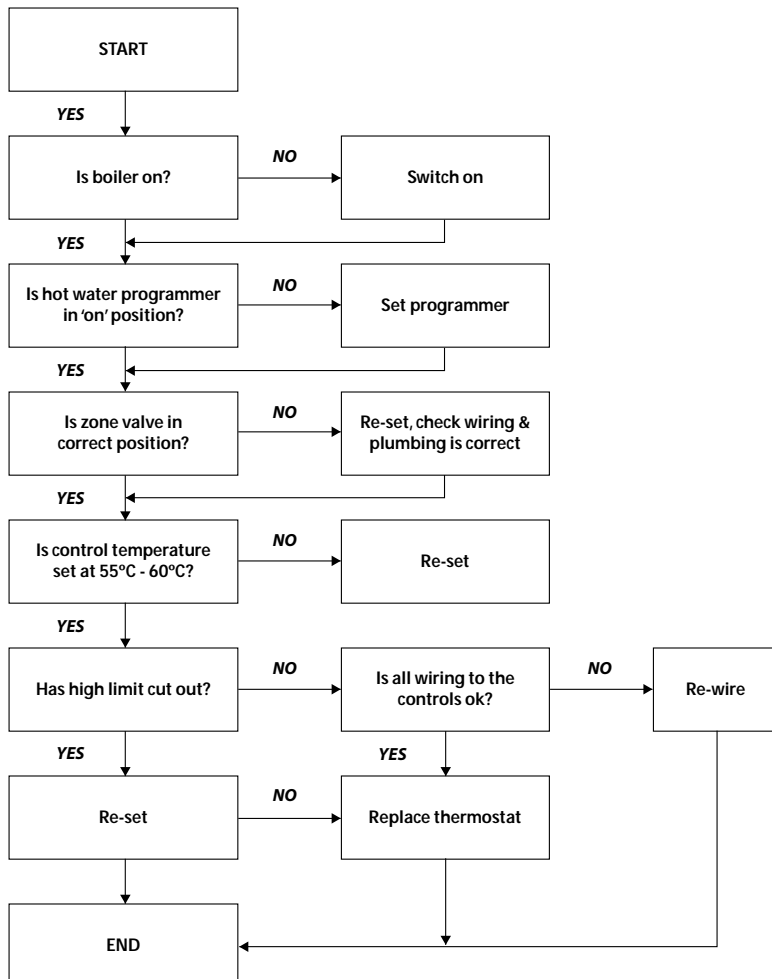 START
YES
Is boiler on?
NO
Switch on
YES
Is hot water programmer
in ‘on’ position?
NO
Set programmer
YES
Is zone valve in
correct position?
NO
Re-set, check wiring &
plumbing is correct
YES
Is control temperature
set at 55ºC - 60ºC?
NO
Re-set
YES
Has high limit cut out?
NO
Is all wiring to the
controls ok?
NO
Re-wire
YES
YES
Re-set
NO
Replace thermostat
END